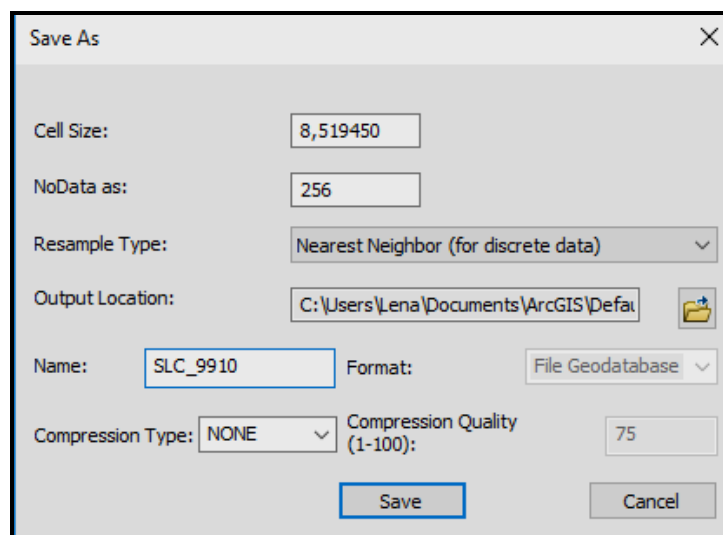 Save As
Cell Size: 8,519450
NoData as: 256
Resample Type: Nearest Neighbor (for discrete data)
Output Location: C:\Users\Lena\Documents\ArcGIS\Defau
Name: SLC_9910 Format: File Geodatabase
Compression Type: NONE Compression Quality
(1-100): 75
Save Cancel